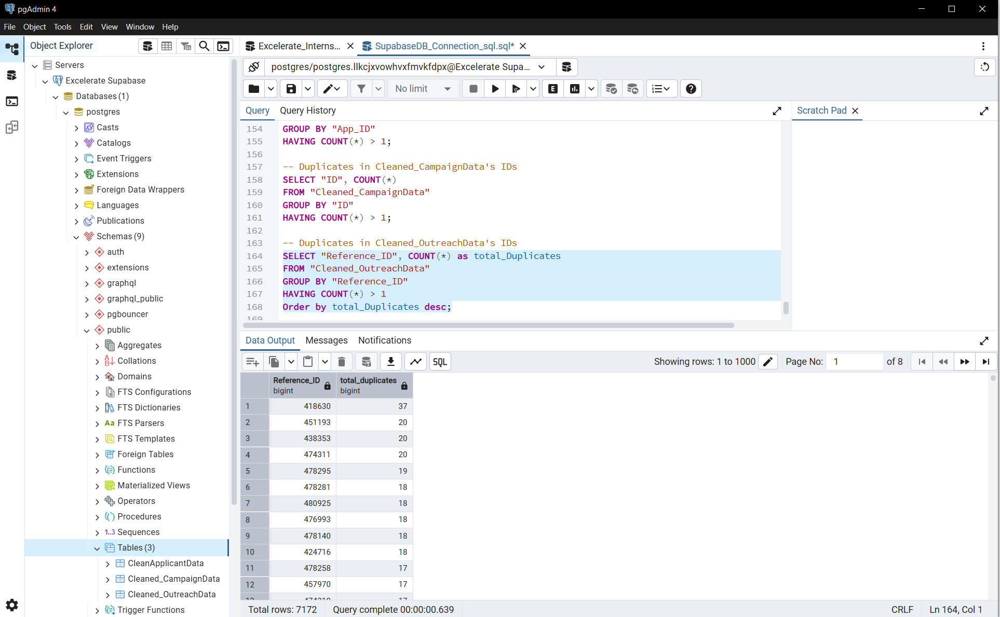 pgAdmin 4
File Object Tools Edit View Window Help
Object Explorer
Servers
Excelerate Supabase
Databases (1)
postgres
Casts
Catalogs
Event Triggers
Extensions
Foreign Data Wrappers
Languages
Publications
Schemas (9)
auth
extensions
graphql
graphql_public
pgbouncer
public
Aggregates
Collations
Domains
FTS Configurations
FTS Dictionaries
Aa FTS Parsers
FTS Templates
Foreign Tables
Functions
Materialized Views
Operators
Procedures
1..3 Sequences
Tables (3)
CleanApplicantData
Cleaned_CampaignData
Cleaned_OutreachData
Trigger Functions
Excelerate_Interns... SupabaseDB_Connection_sql.sql*
postgres/postgres.llkcjxvowhvxfmvkfdpx@Excelerate Supa...
No limit E
Query Query History
Scratch Pad
154 GROUP BY "App_ID"
155 HAVING COUNT(*) > 1;
156
157 -- Duplicates in Cleaned_CampaignData's IDs
158 SELECT "ID", COUNT(*)
159 FROM "Cleaned_CampaignData"
160 GROUP BY "ID"
161 HAVING COUNT(*) > 1;
162
163 -- Duplicates in Cleaned_OutreachData's IDs
164 SELECT "Reference_ID", COUNT(*) as total_Duplicates
165 FROM "Cleaned_OutreachData"
166 GROUP BY "Reference_ID"
167 HAVING COUNT(*) > 1
168 Order by total_Duplicates desc;
169
Data Output Messages Notifications
SQL Showing rows: 1 to 1000 Page No: 1 of 8
Reference_ID total_duplicates
bigint bigint
1 418630 37
2 451193 20
3 438353 20
4 474311 20
5 478295 19
6 478281 18
7 480925 18
8 476993 18
9 478140 18
10 424716 18
11 478258 17
12 457970 17
Total rows: 7172 Query complete 00:00:00.639 CRLF Ln 164, Col 1